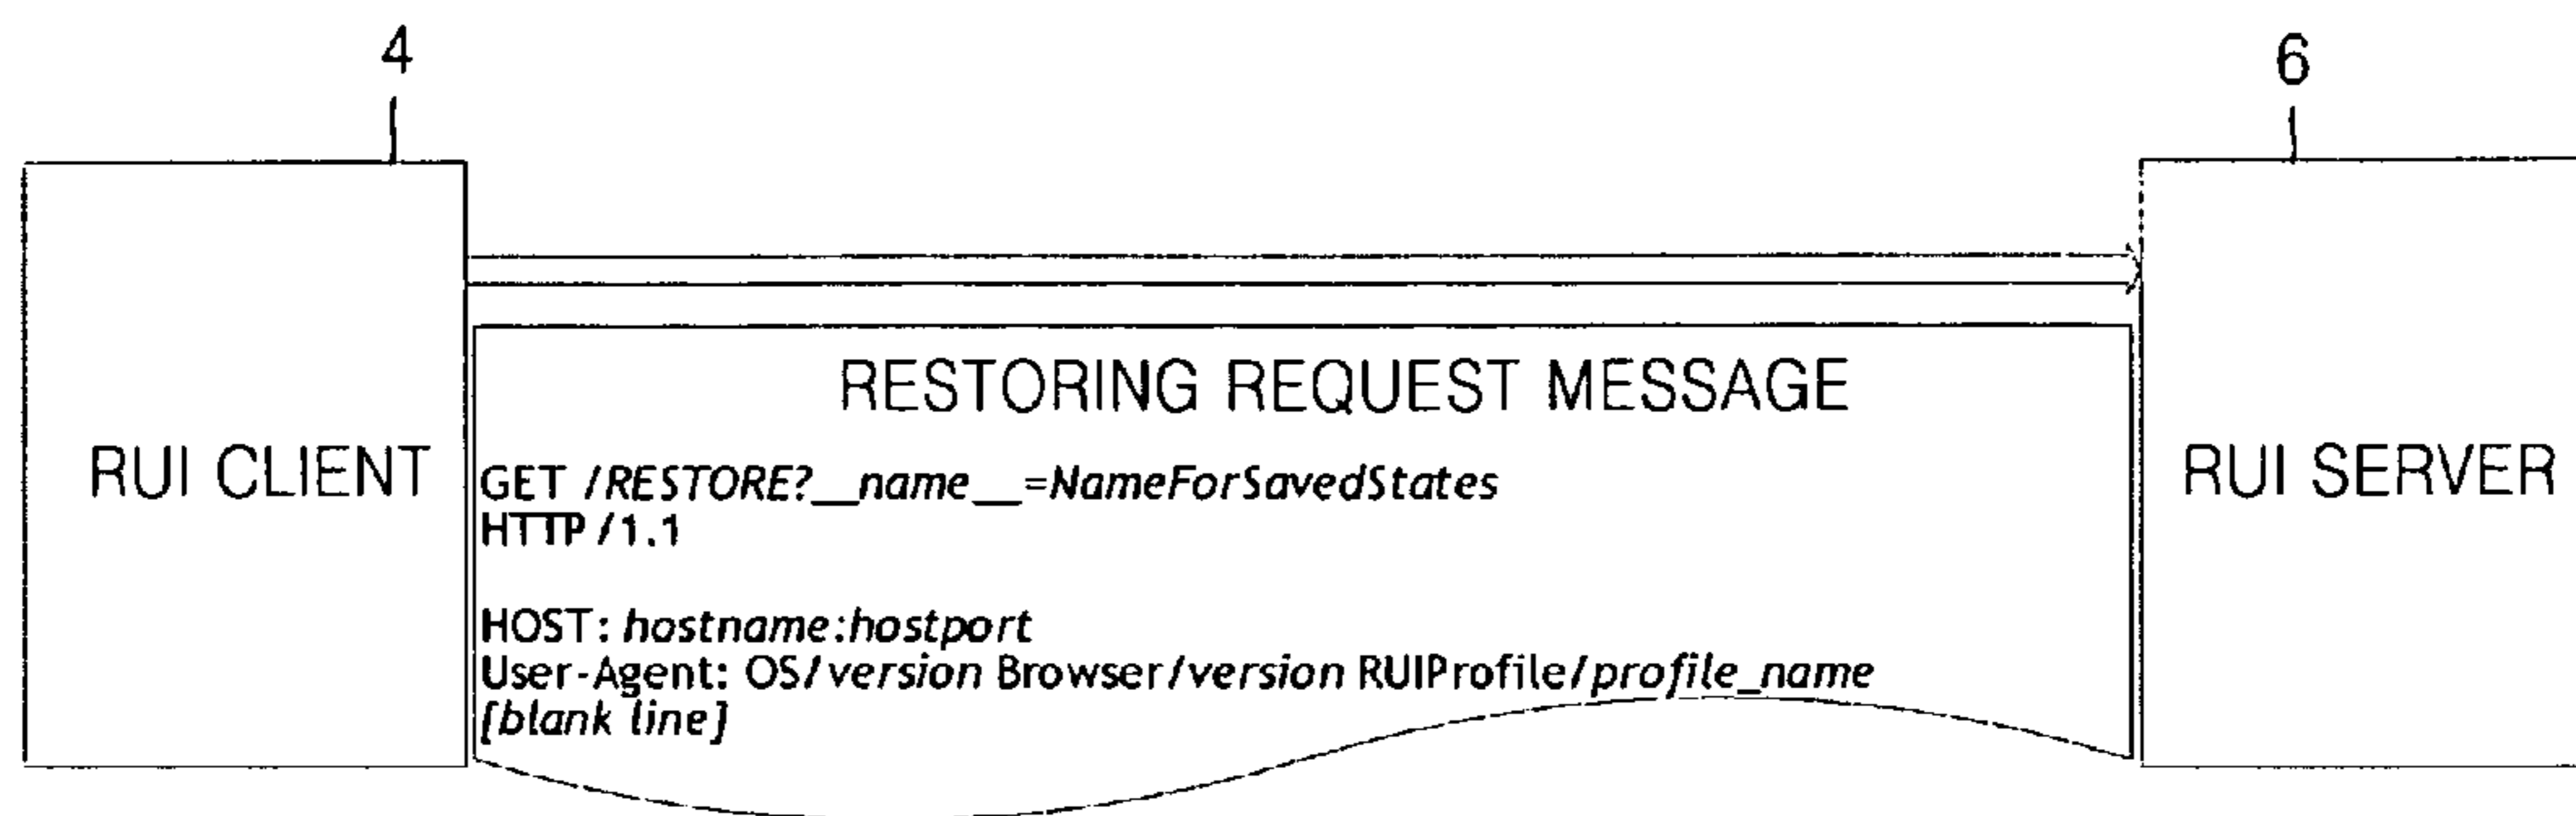 4
6
RESTORING REQUEST MESSAGE
RUI CLIENT
GET /RESTORE?__name__=NameForSavedStates
HTTP/1.1
HOST: hostname:hostport
User-Agent: OS/version Browser/version RUIProfile/profile_name
[blank line]
RUI SERVER